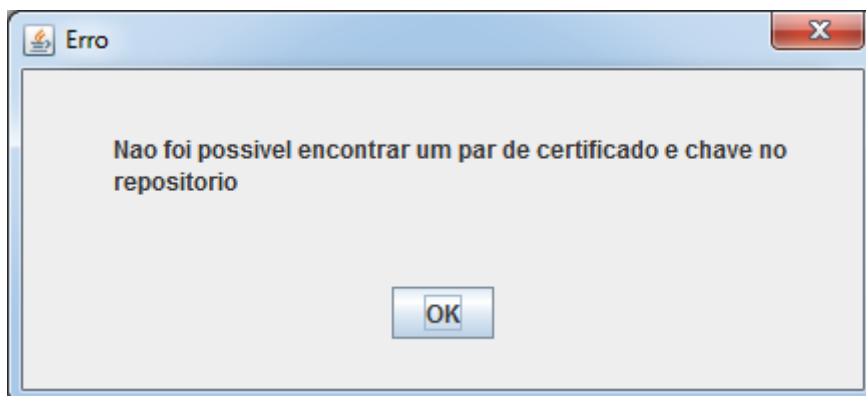 Erro
Nao foi possivel encontrar um par de certificado e chave no
repositorio
OK